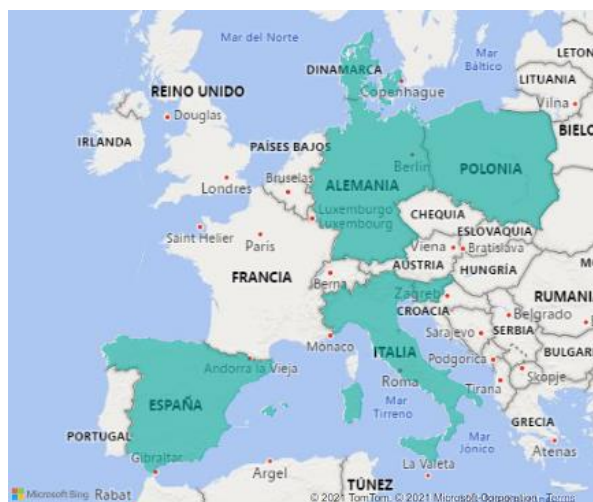 Mar del Norte
Mar
Báltico
LETON
DINAMARCA
LITUANIA
Copenhague
Vilna
REINO UNIDO
Douglas
BIELO
IRLANDA
PAÍSES BAJOS
Berlín
POLONIA
Londres
Bruselas
ALEMANIA
Luxemburgo
Luxembourg
CHEQUIA
ESLOVAQUIA
Saint Helier
París
Viena
Bratislava
AUSTRIA
HUNGRÍA
FRANCIA
Berna
Zagreb
CROACIA
RUMANI
Belgrado
Sarajevo
SERBIA
Mónaco
ITALIA
Podgorica
BULGAR
Andorra la Vieja
Skopje
Roma
Tirana
ESPAÑA
Mar
Tirreno
PORTUGAL
GRECIA
Mar
Jónico
Gibraltar
Atenas
La Valeta
Argel
TÚNEZ
Rabat
Microsoft Bing
© 2021 TomTom, © 2021 Microsoft Corporation Terms